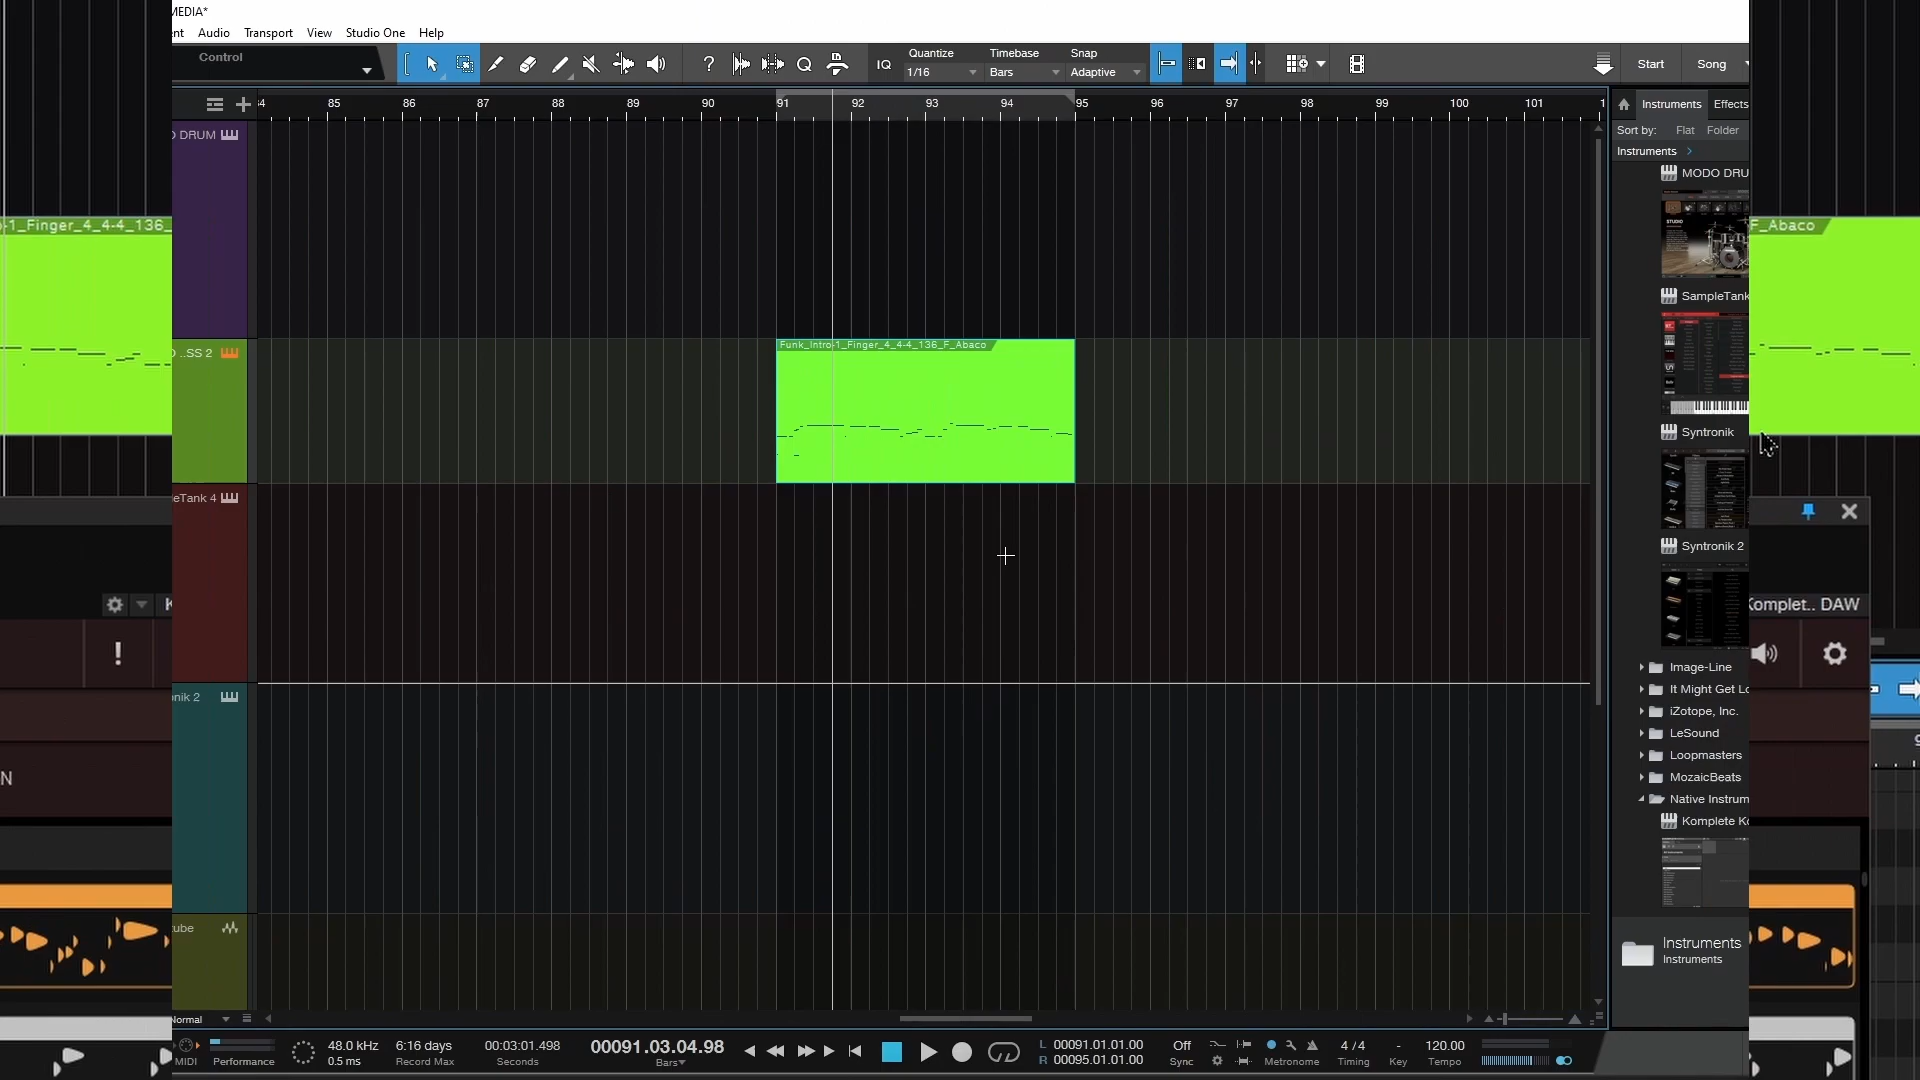 MEDIA*
ent Audio Transport View Studio One Help
Control
IQ
Quantize
1/16
Timebase
Bars
Snap
Adaptive
Start
Song
84 85 86 87 88 89 90 91 92 93 94 95 96 97 98 99 100 101 1
Instruments Effects
Sort by: Flat Folder
Instruments
O DRUM
MODO DRU
SampleTank
Syntronik
Syntronik 2
Image-Line
It Might Get Lo
iZotope, Inc.
LeSound
Loopmasters
MozaicBeats
Native Instrum
Komplete Ko
Instruments
Instruments
-1_Finger_4_4-4_136_
F_Abaco
O ..SS 2
Funk_Intro-1_Finger_4_4-4_136_F_Abaco
eTank 4
onik 2
tube
K
Komplet.. DAW
!
N
9
Normal
MIDI
Performance
48.0 kHz
0.5 ms
6:16 days
Record Max
00:03:01.498
Seconds
00091.03.04.98
Bars
L 00091.01.01.00
R 00095.01.01.00
Off
Sync
Metronome
4 / 4
Timing
-
Key
120.00
Tempo